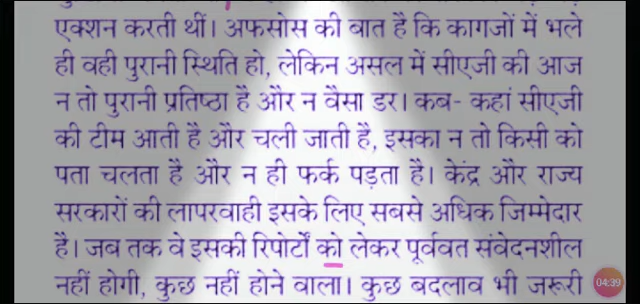 एक्शन करती थीं। अफसोस की बात है कि कागजों में भले
ही वही पुरानी स्थिति हो, लेकिन असल में सीएजी की आज
न तो पुरानी प्रतिष्ठा है और न वैसा डर। कब- कहां सीएजी
की टीम आती है और चली जाती है, इसका न तो किसी को
पता चलता है और न ही फर्क पड़ता है। केंद्र और राज्य
सरकारों की लापरवाही इसके लिए सबसे अधिक जिम्मेदार
है। जब तक वे इसकी रिपोर्टों को लेकर पूर्ववत संवेदनशील
नहीं होगी, कुछ नहीं होने वाला। कुछ बदलाव भी जरूरी
04:39